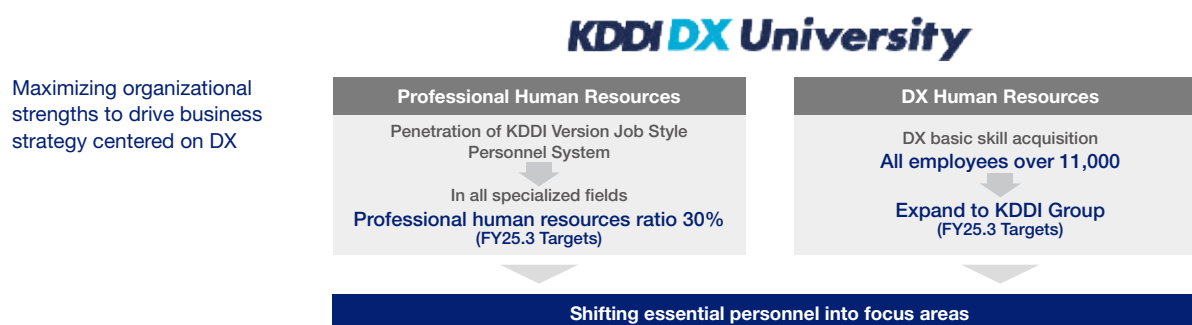 KDDI DX University
Maximizing organizational
strengths to drive business
strategy centered on DX
Professional Human Resources
Penetration of KDDI Version Job Style
Personnel System
In all specialized fields
Professional human resources ratio 30%
(FY25.3 Targets)
DX Human Resources
DX basic skill acquisition
All employees over 11,000
Expand to KDDI Group
(FY25.3 Targets)
Shifting essential personnel into focus areas